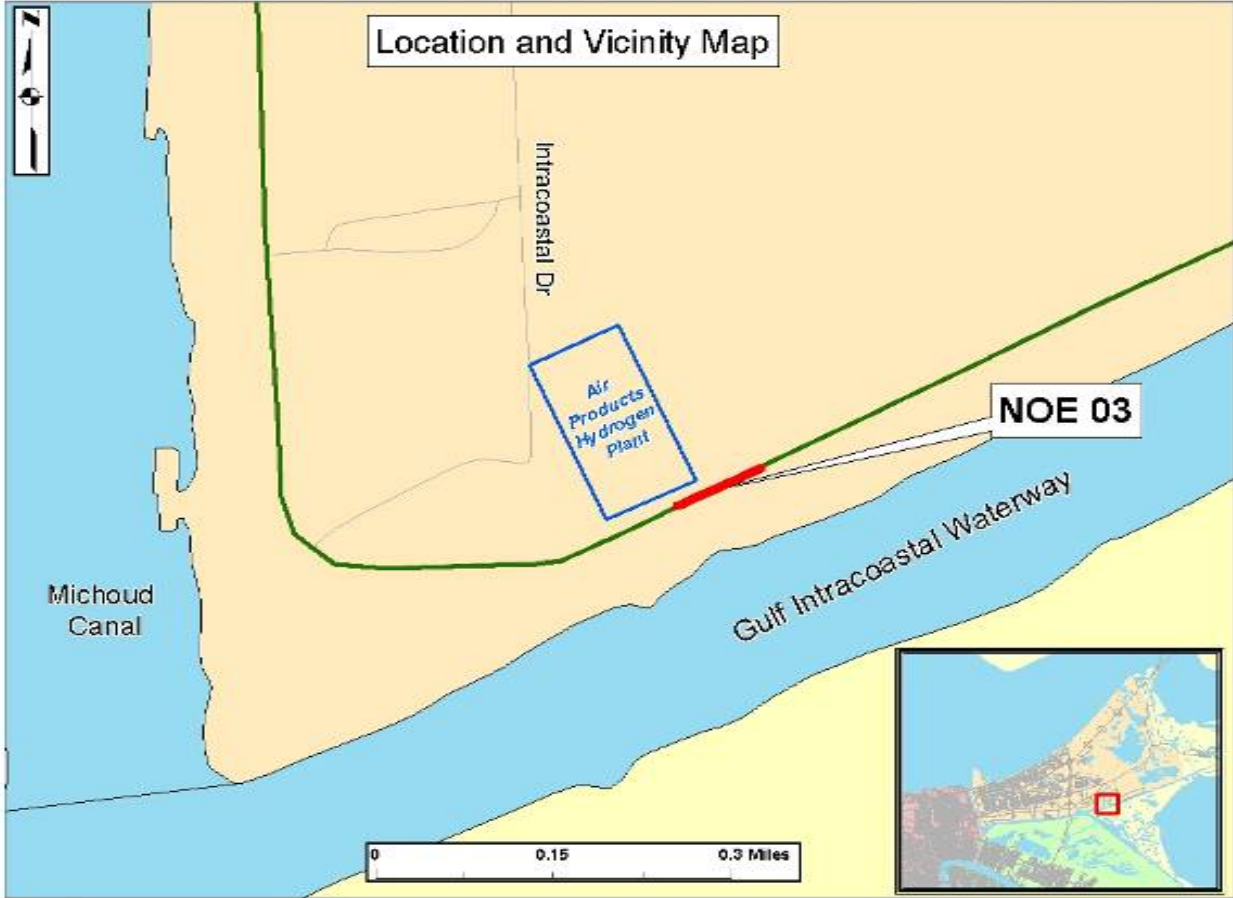 Z
Location and Vicinity Map
Intracoastal Dr
Air
Products
Hydrogen
Plant
NOE 03
Gulf Intracoastal Waterway
Michoud
Canal
0 0.15 0.3 Miles